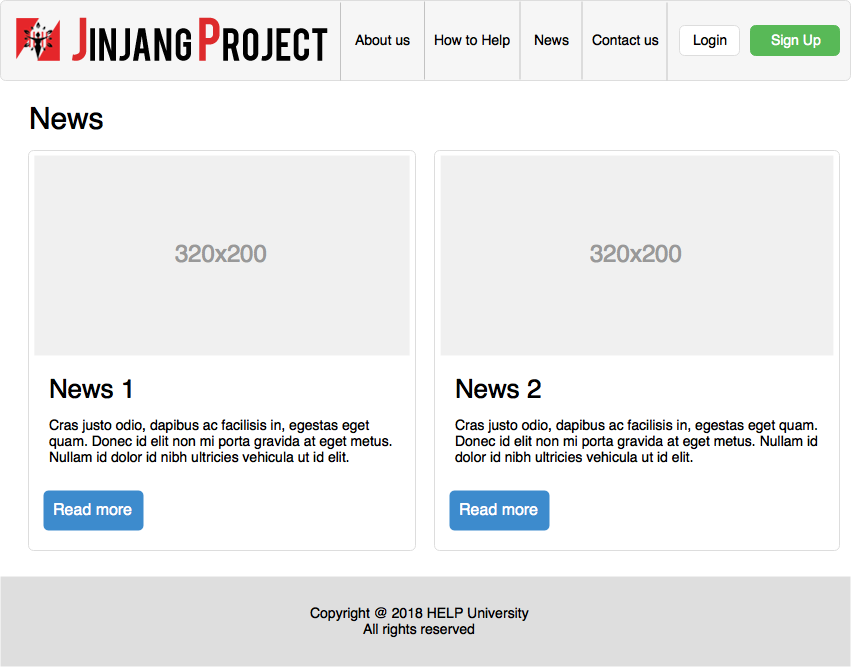 JINJANG PROJECT
About us
How to Help
News
Contact us
Login
Sign Up
News
320x200
News 1
Cras justo odio, dapibus ac facilisis in, egestas eget
quam. Donec id elit non mi porta gravida at eget metus.
Nullam id dolor id nibh ultricies vehicula ut id elit.
Read more
320x200
News 2
Cras justo odio, dapibus ac facilisis in, egestas eget quam.
Donec id elit non mi porta gravida at eget metus. Nullam id
dolor id nibh ultricies vehicula ut id elit.
Read more
Copyright @ 2018 HELP University
All rights reserved